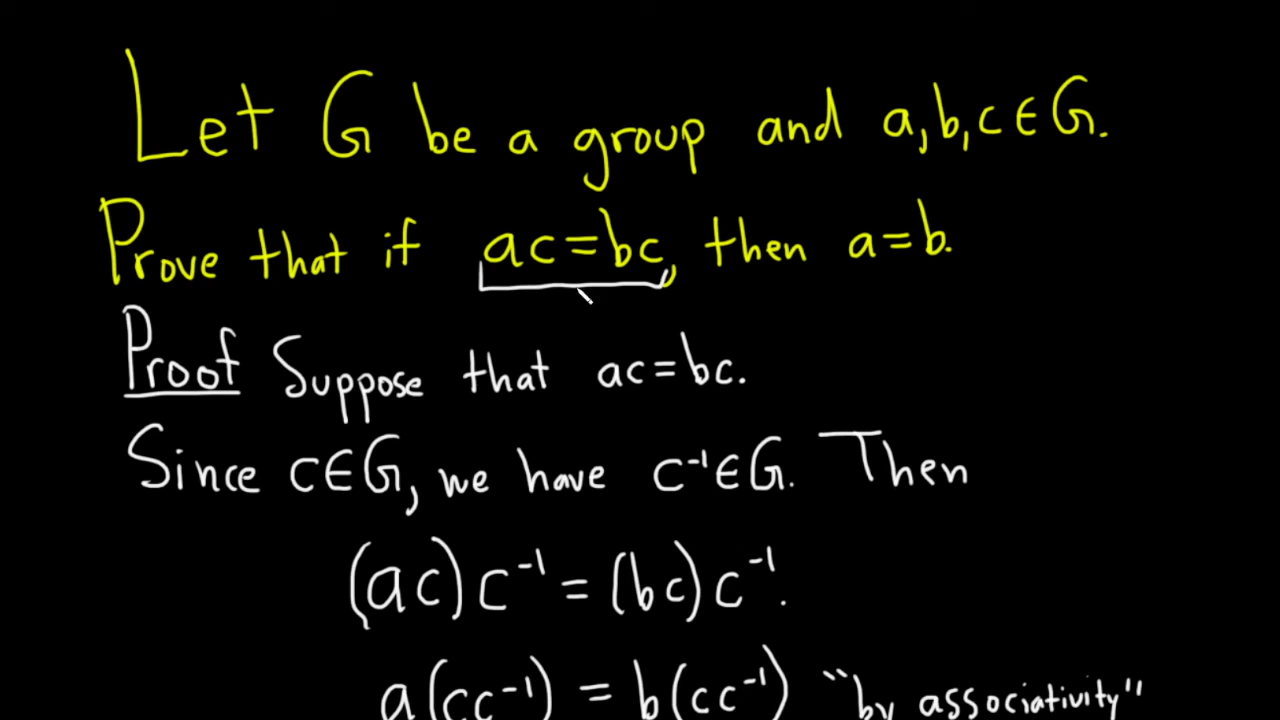 Let G be a group and a, b, c ∈ G.
Prove that if ac = bc, then a = b.
Proof Suppose that ac = bc.
Since c ∈ G, we have c⁻¹ ∈ G. Then
(ac)c⁻¹ = (bc)c⁻¹.
a(cc⁻¹) = b(cc⁻¹) "by associativity"